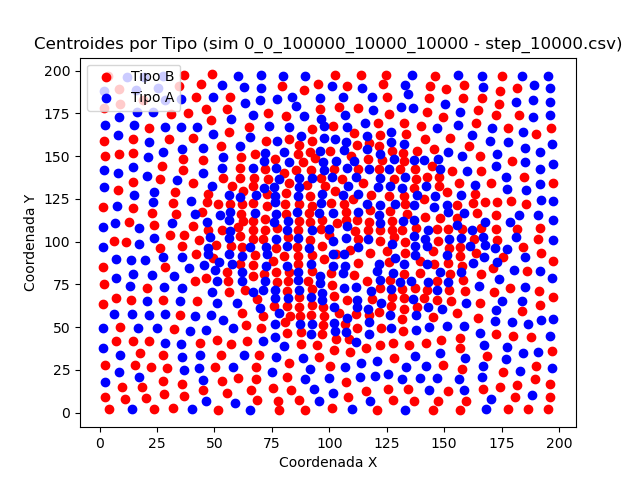 Centroides por Tipo (sim 0_0_100000_10000_10000 - step_10000.csv)
Tipo B
Tipo A
200
175
150
125
100
75
50
25
0
Coordenada Y
0 25 50 75 100 125 150 175 200
Coordenada X